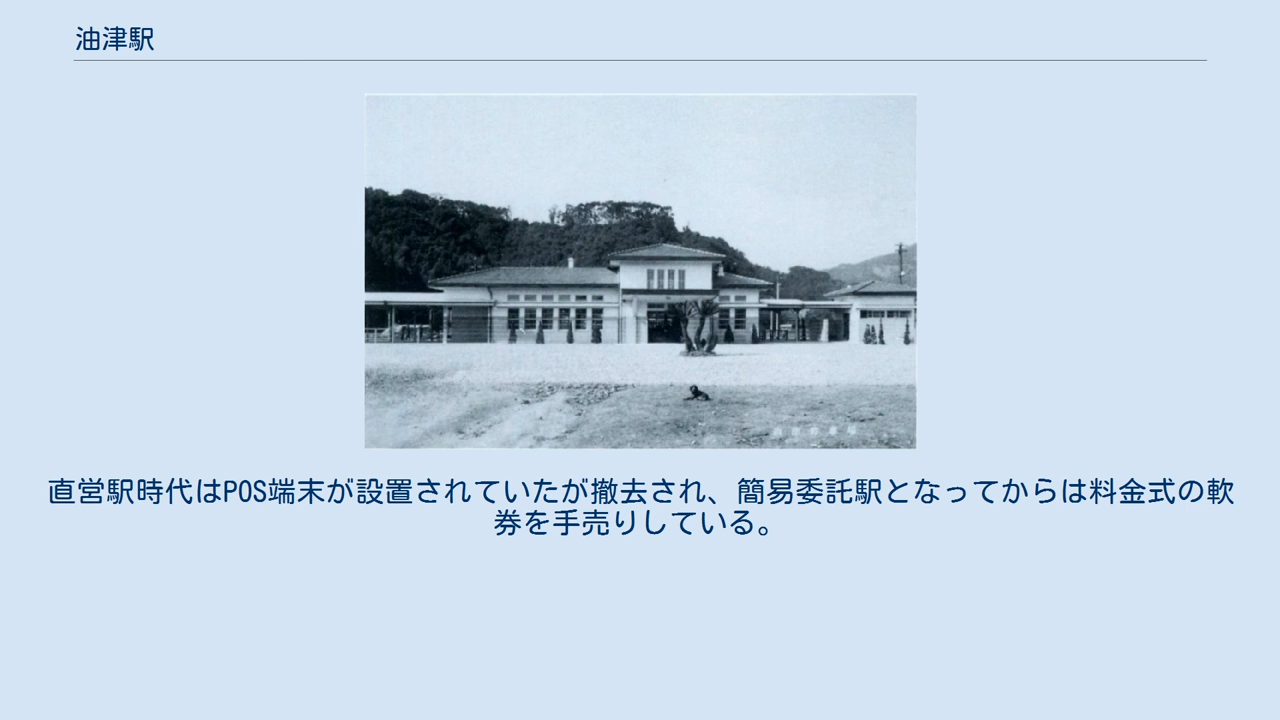 油津駅
直営駅時代はPOS端末が設置されていたが撤去され、簡易委託駅となってからは料金式の軟
券を手売りしている。